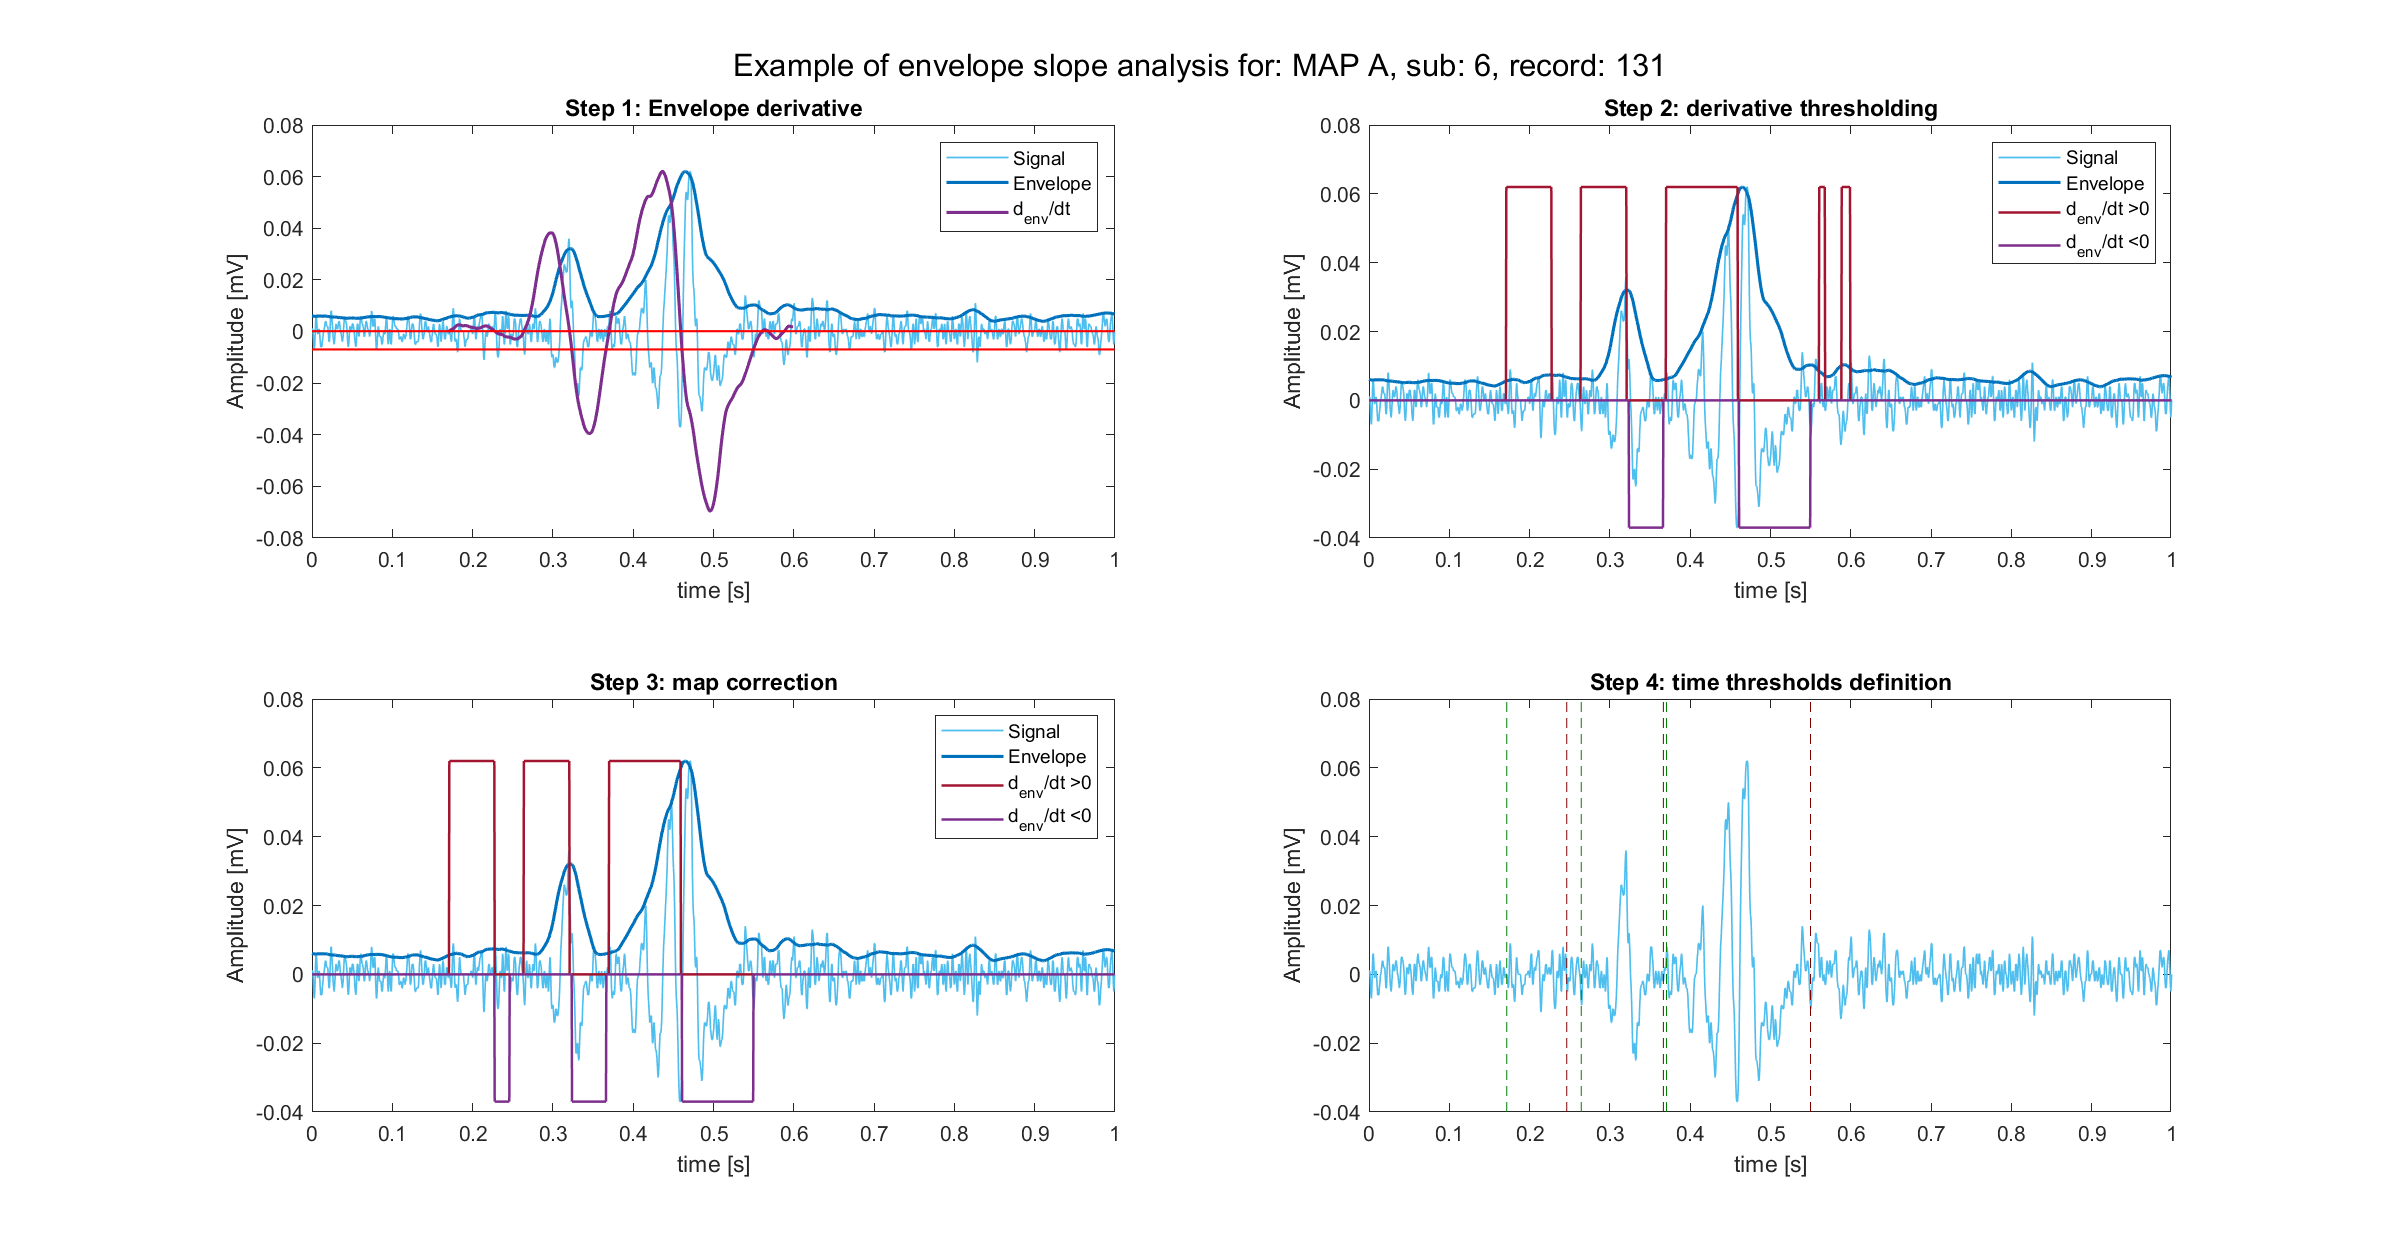 Example of envelope slope analysis for: MAP A, sub: 6, record: 131
Step 1: Envelope derivative
0.08
0.06
0.04
0.02
0
-0.02
-0.04
-0.06
-0.08
Amplitude [mV]
0 0.1 0.2 0.3 0.4 0.5 0.6 0.7 0.8 0.9 1
time [s]
Signal
Envelope
d_env/dt
Step 2: derivative thresholding
0.08
0.06
0.04
0.02
0
-0.02
-0.04
Amplitude [mV]
0 0.1 0.2 0.3 0.4 0.5 0.6 0.7 0.8 0.9 1
time [s]
Signal
Envelope
d_env/dt >0
d_env/dt <0
Step 3: map correction
0.08
0.06
0.04
0.02
0
-0.02
-0.04
Amplitude [mV]
0 0.1 0.2 0.3 0.4 0.5 0.6 0.7 0.8 0.9 1
time [s]
Signal
Envelope
d_env/dt >0
d_env/dt <0
Step 4: time thresholds definition
0.08
0.06
0.04
0.02
0
-0.02
-0.04
Amplitude [mV]
0 0.1 0.2 0.3 0.4 0.5 0.6 0.7 0.8 0.9 1
time [s]